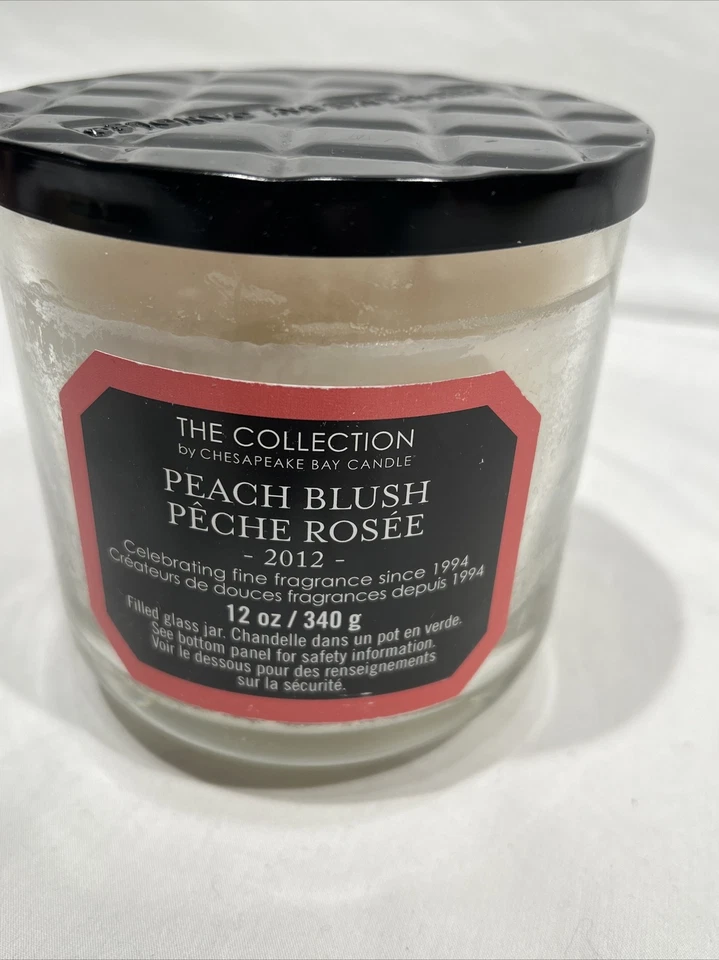 THE COLLECTION
by CHESAPEAKE BAY CANDLE
PEACH BLUSH
PÊCHE ROSÉE
- 2012 -
Celebrating fine fragrance since 1994
Créateurs de douces fragrances depuis 1994
12 oz / 340 g
Filled glass jar. Chandelle dans un pot en verde.
See bottom panel for safety information.
Voir le dessous pour des renseignements
sur la sécurité.